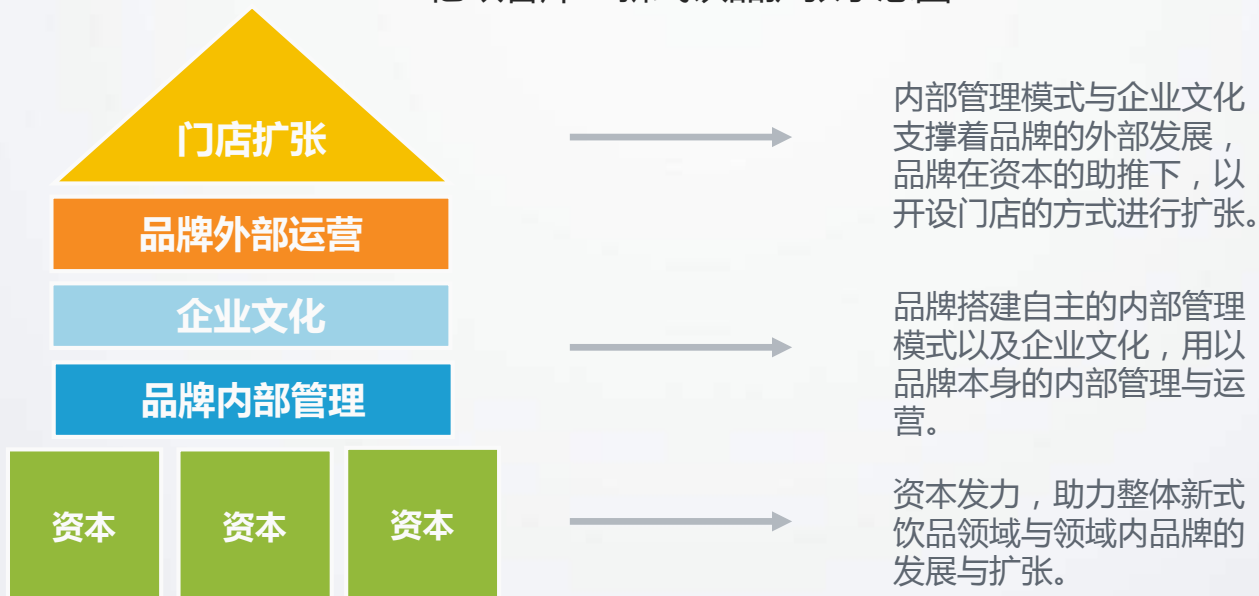 门店扩张
品牌外部运营
企业文化
品牌内部管理
资本
资本
资本
内部管理模式与企业文化
支撑着品牌的外部发展，
品牌在资本的助推下，以
开设门店的方式进行扩张。
品牌搭建自主的内部管理
模式以及企业文化，用以
品牌本身的内部管理与运
营。
资本发力，助力整体新式
饮品领域与领域内品牌的
发展与扩张。